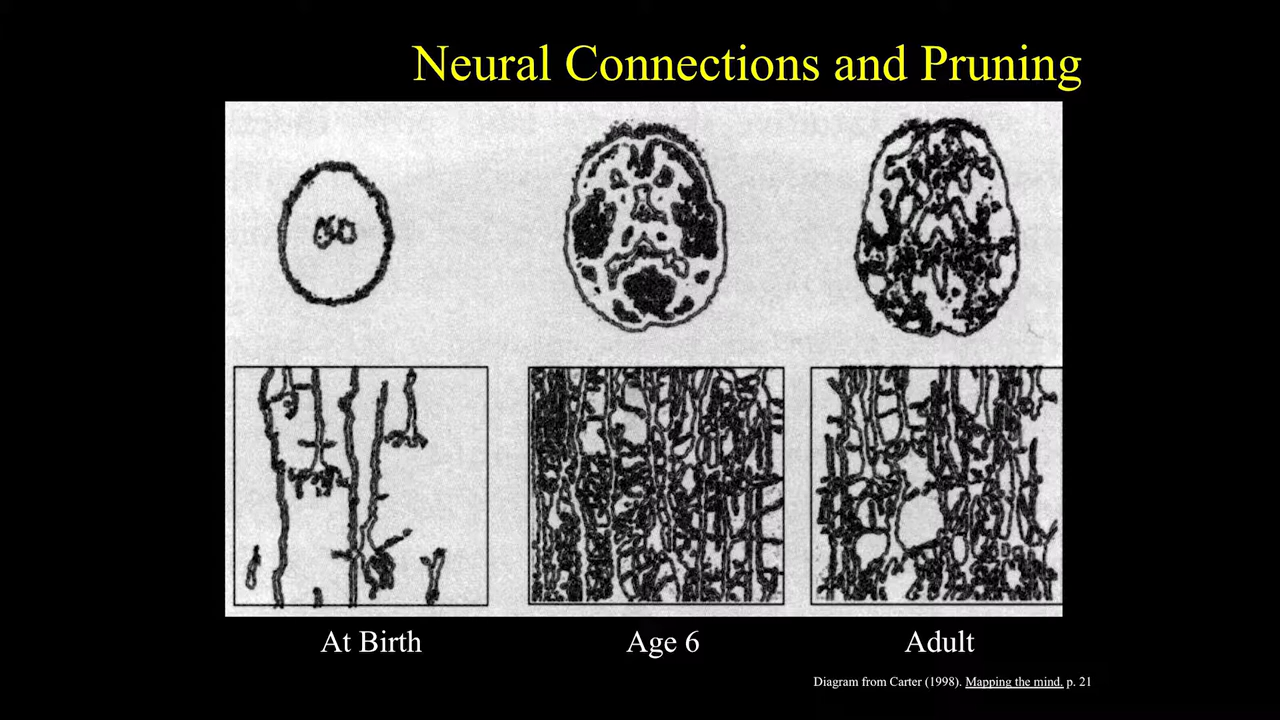 Neural Connections and Pruning
At Birth
Age 6
Adult
Diagram from Carter (1998). Mapping the mind. p. 21